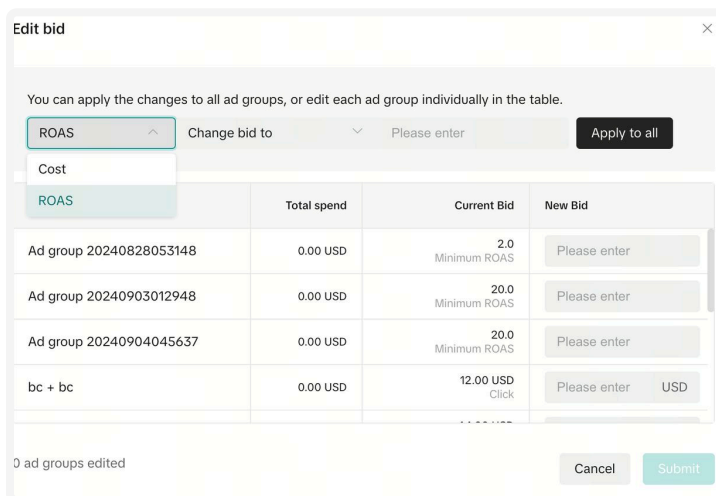 Edit bid
You can apply the changes to all ad groups, or edit each ad group individually in the table.
ROAS Change bid to Please enter Apply to all
Cost
ROAS
Total spend Current Bid New Bid
Ad group 20240828053148 0.00 USD 2.0 Please enter
Minimum ROAS
Ad group 20240903012948 0.00 USD 20.0 Please enter
Minimum ROAS
Ad group 20240904045637 0.00 USD 20.0 Please enter
Minimum ROAS
bc + bc 0.00 USD 12.00 USD Please enter USD
Click
0 ad groups edited Cancel Submit